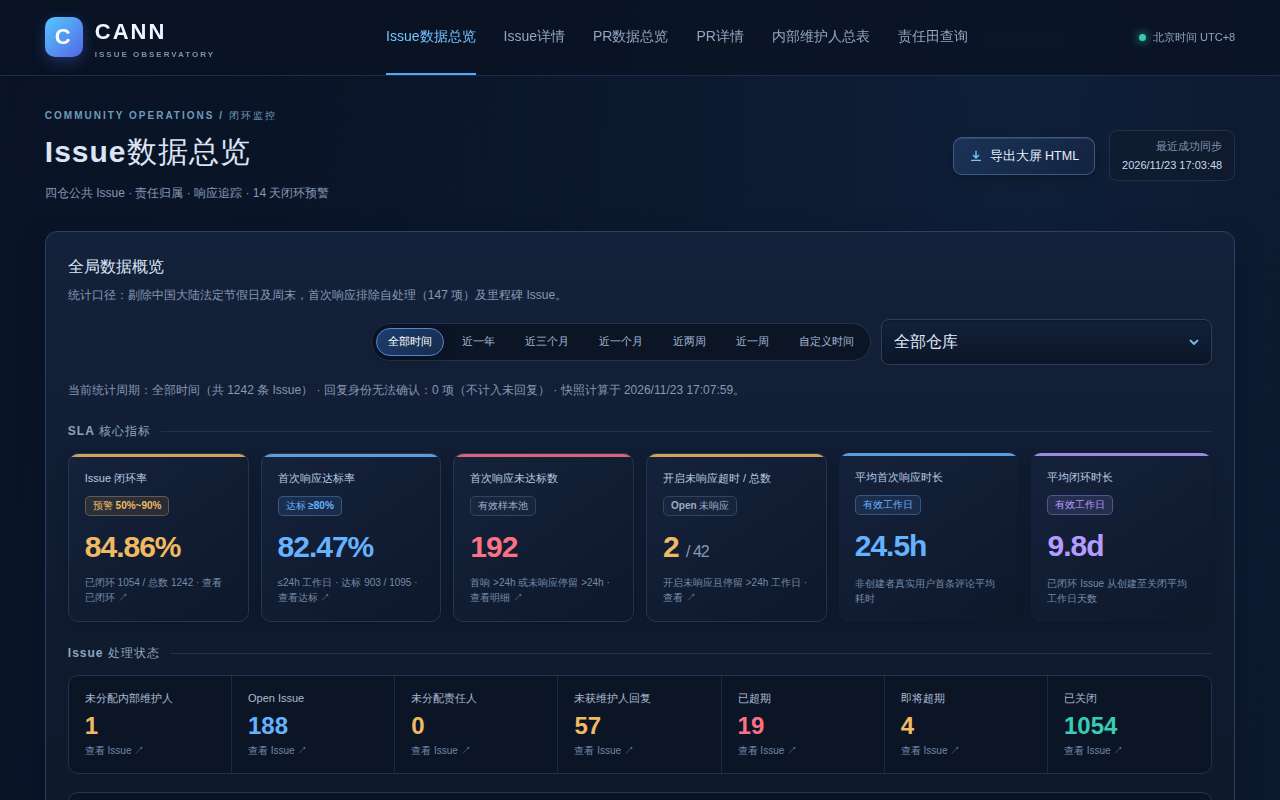 C CANN
ISSUE OBSERVATORY
Issue数据总览 Issue详情 PR数据总览 PR详情 内部维护人总表 责任田查询
北京时间 UTC+8
COMMUNITY OPERATIONS / 闭环监控
Issue数据总览
四仓公共 Issue · 责任归属 · 响应追踪 · 14 天闭环预警
导出大屏 HTML
最近成功同步
2026/11/23 17:03:48
全局数据概览
统计口径：剔除中国大陆法定节假日及周末，首次响应排除自处理（147 项）及里程碑 Issue。
全部时间 近一年 近三个月 近一个月 近两周 近一周 自定义时间
全部仓库
当前统计周期：全部时间（共 1242 条 Issue） · 回复身份无法确认：0 项（不计入未回复） · 快照计算于 2026/11/23 17:07:59。
SLA 核心指标
Issue 闭环率
预警 50%~90%
84.86%
已闭环 1054 / 总数 1242 · 查看
已闭环 ↗
首次响应达标率
达标 ≥80%
82.47%
≤24h 工作日 · 达标 903 / 1095 ·
查看达标 ↗
首次响应未达标数
有效样本池
192
首响 >24h 或未响应停留 >24h ·
查看明细 ↗
开启未响应超时 / 总数
Open 未响应
2 / 42
开启未响应且停留 >24h 工作日 ·
查看 ↗
平均首次响应时长
有效工作日
24.5h
非创建者真实用户首条评论平均
耗时
平均闭环时长
有效工作日
9.8d
已闭环 Issue 从创建至关闭平均
工作日天数
Issue 处理状态
未分配内部维护人
1
查看 Issue ↗
Open Issue
188
查看 Issue ↗
未分配责任人
0
查看 Issue ↗
未获维护人回复
57
查看 Issue ↗
已超期
19
查看 Issue ↗
即将超期
4
查看 Issue ↗
已关闭
1054
查看 Issue ↗